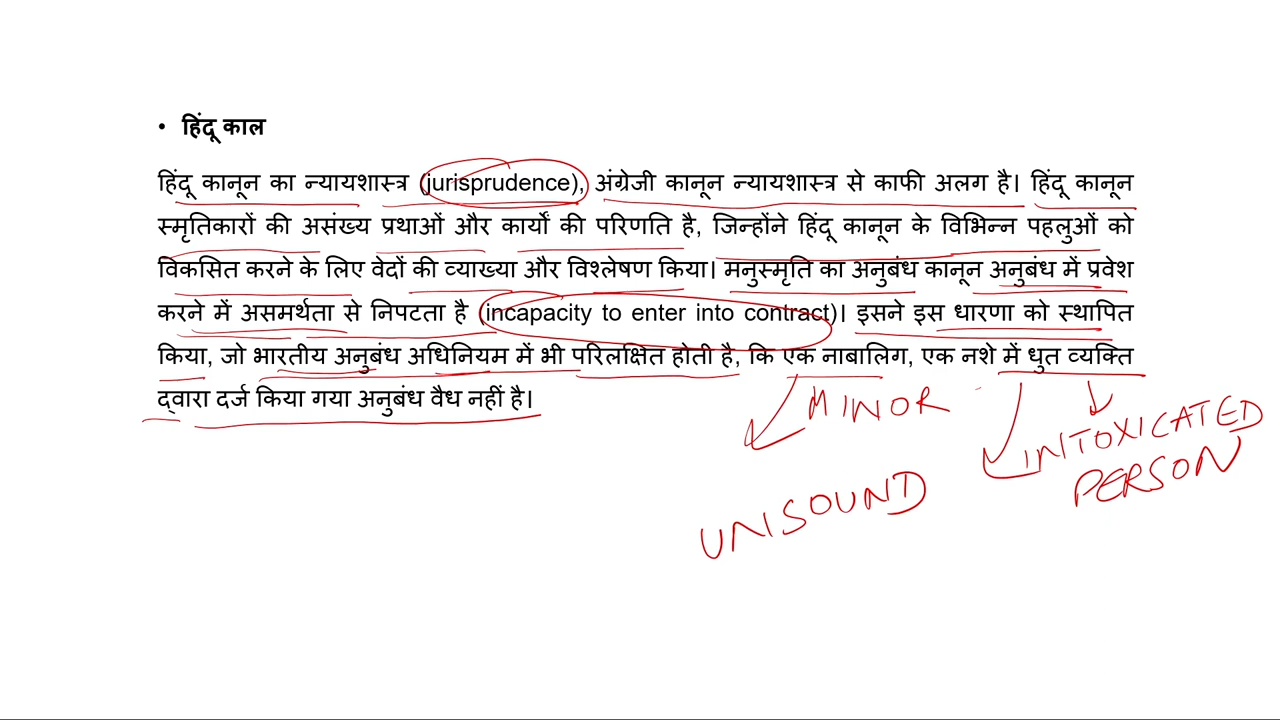 • हिंदू काल
हिंदू कानून का न्यायशास्त्र (jurisprudence), अंग्रेजी कानून न्यायशास्त्र से काफी अलग है। हिंदू कानून
स्मृतिकारों की असंख्य प्रथाओं और कार्यों की परिणति है, जिन्होंने हिंदू कानून के विभिन्न पहलुओं को
विकसित करने के लिए वेदों की व्याख्या और विश्लेषण किया। मनुस्मृति का अनुबंध कानून अनुबंध में प्रवेश
करने में असमर्थता से निपटता है (incapacity to enter into contract)। इसने इस धारणा को स्थापित
किया, जो भारतीय अनुबंध अधिनियम में भी परिलक्षित होती है, कि एक नाबालिग, एक नशे में धुत व्यक्ति
द्वारा दर्ज किया गया अनुबंध वैध नहीं है।
MINOR
INTOXICATED
PERSON
UNSOUND